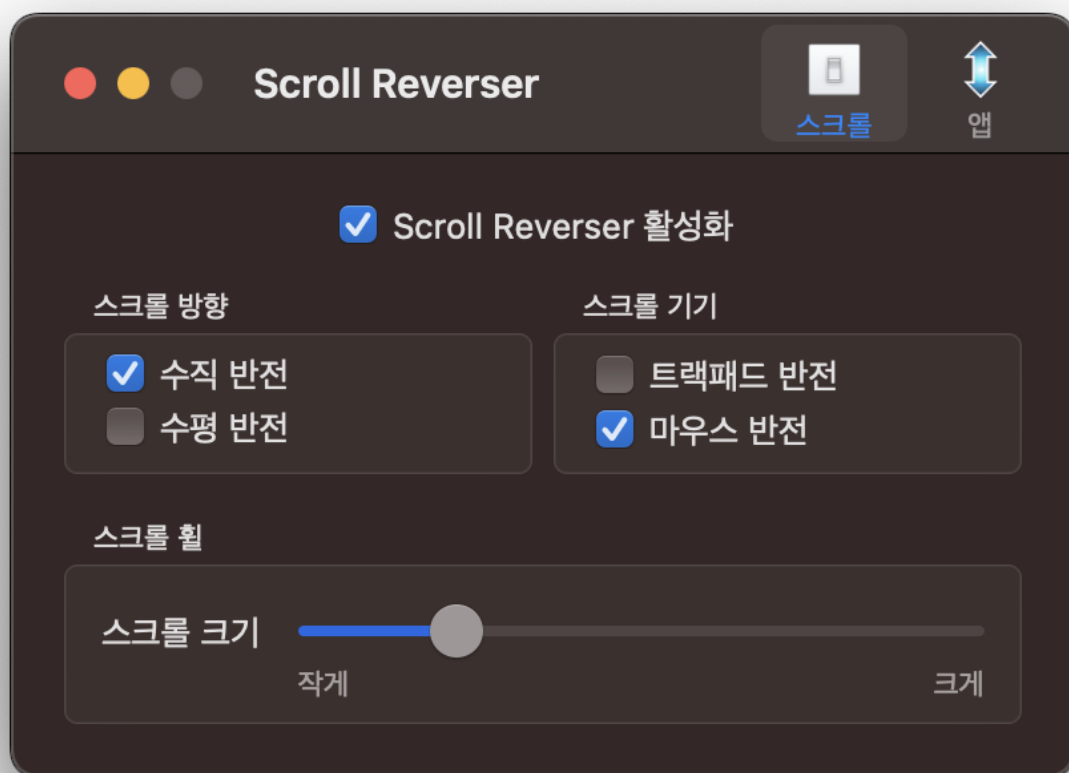 Scroll Reverser
스크롤
앱
Scroll Reverser 활성화
스크롤 방향
수직 반전
수평 반전
스크롤 기기
트랙패드 반전
마우스 반전
스크롤 휠
스크롤 크기
작게
크게